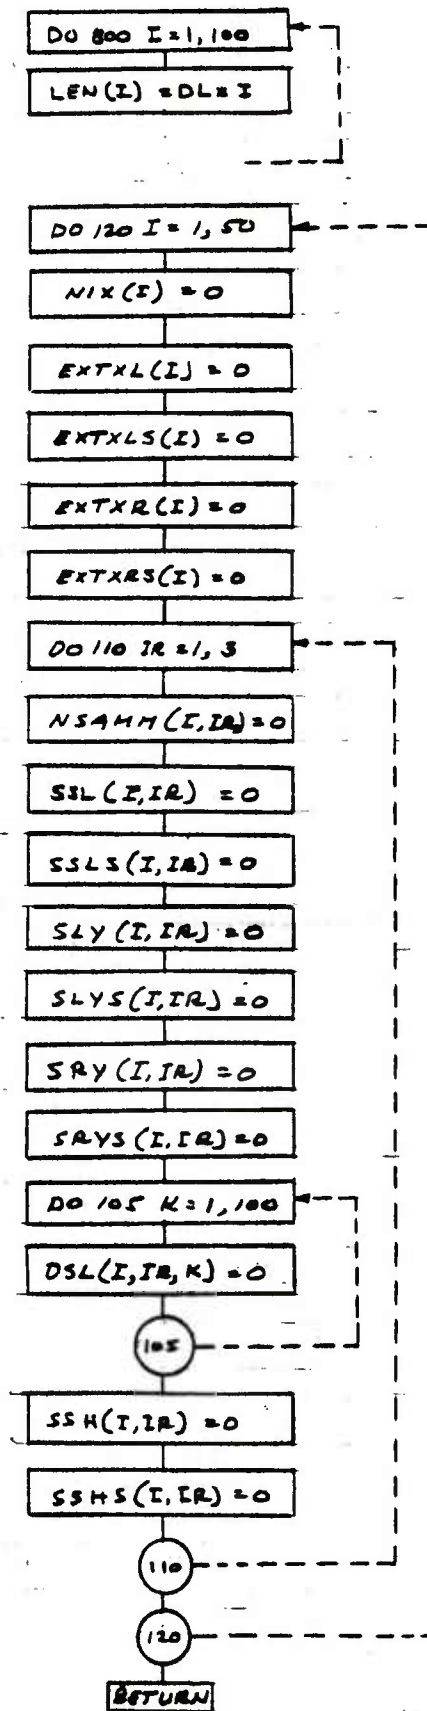 DO 800 I = 1, 100
LEN(I) = DL * I
DO 120 I = 1, 50
NIX(I) = 0
EXTXL(I) = 0
EXTXLS(I) = 0
EXTXR(I) = 0
EXTXRS(I) = 0
DO 110 IR = 1, 3
NSAMM(I,IR) = 0
SSL(I,IR) = 0
SSLS(I,IR) = 0
SLY(I,IR) = 0
SLYS(I,IR) = 0
SRY(I,IR) = 0
SRYS(I,IR) = 0
DO 105 K = 1, 100
DSL(I,IR,K) = 0
105
SSH(I,IR) = 0
SSHS(I,IR) = 0
110
120
RETURN